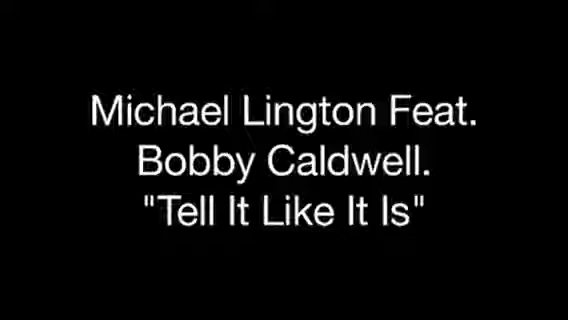 Michael Lington Feat.
Bobby Caldwell.
"Tell It Like It Is"